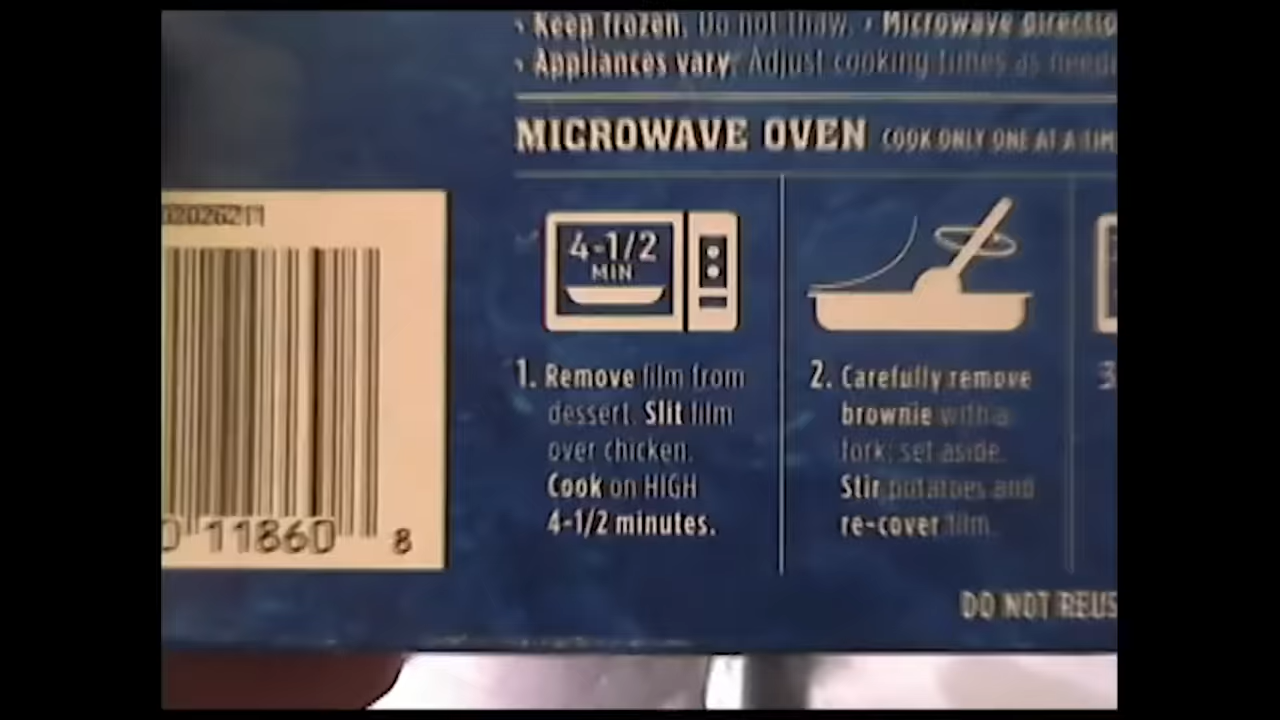 › Keep frozen. Do not thaw. › Microwave directio
› Appliances vary. Adjust cooking times as neede
MICROWAVE OVEN COOK ONLY ONE AT A TIM
02026211
4-1/2
MIN
1. Remove film from
dessert. Slit film
over chicken.
Cook on HIGH
4-1/2 minutes.
2. Carefully remove
brownie with a
fork; set aside.
Stir potatoes and
re-cover film.
3
0 11860 8
DO NOT REUS